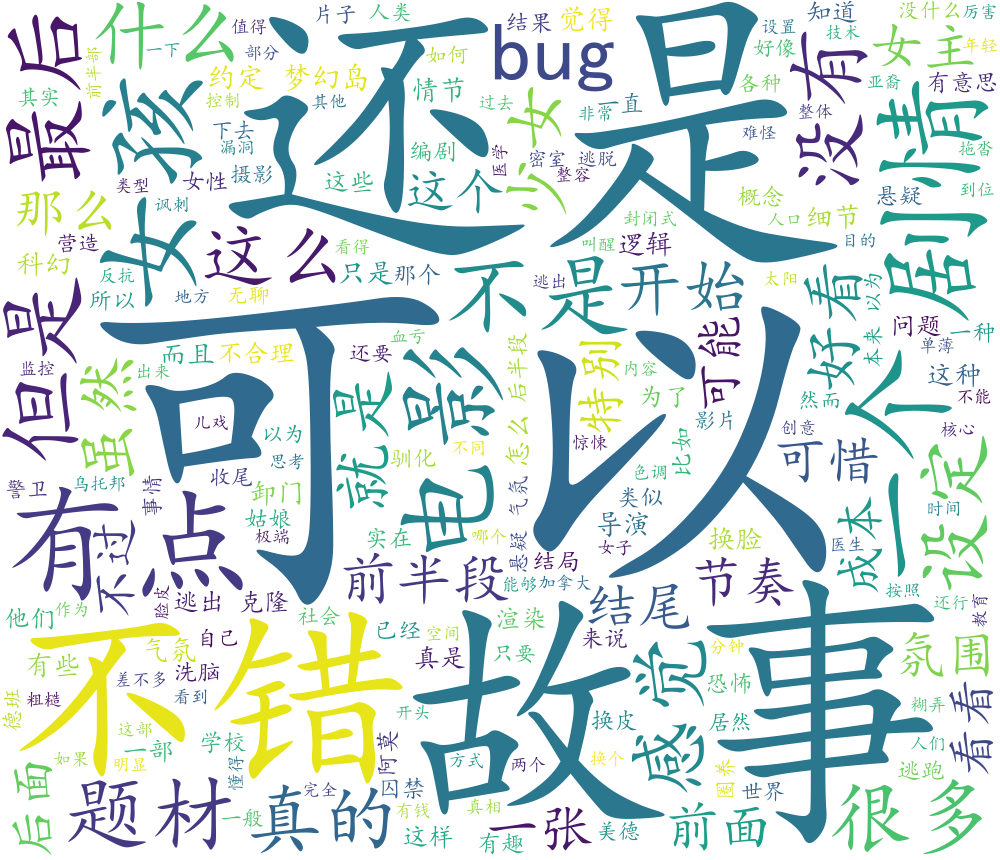 还是
可以
故事
不错
bug
最后
什么
女孩
没有
剧情
但是
有点
电影
设定
一个
不是
开始
题材
真的
很多
感觉
结尾
节奏
前半段
就是
特别
可能
好看
可惜
成本
氛围
看看
前面
一张
后面
不过
虽然
那么
这么
少女
女主
这个
约定
梦幻岛
情节
编剧
这些
片子
人类
如何
结果
觉得
知道
好像
设置
技术
没什么
厉害
年轻
值得
一下
部分
前半部
其实
控制
其他
过去
非常
一直
各种
难怪
整体
亚裔
有意思
拖沓
下去
漏洞
摄影
女性
类型
讽刺
医学
密室
逃脱
整容
概念
人口
细节
悬疑
到位
营造
科幻
反抗
所以
地方
无聊
看得
只是
那个
封闭式
叫醒
逻辑
目的
太阳
逃出
监控
出来
而且
不合理
还要
血亏
后半段
怎么
内容
为了
影片
比如
色调
惊悚
创意
然而
本来
以为
问题
一种
单薄
这种
不能
核心
时间
儿戏
以为
思考
收尾
驯化
不同
气氛
哪个
类似
导演
女子
换脸
医生
按照
还行
教育
警卫
乌托邦
事情
卸门
姑娘
极端
实在
悬疑
结局
能够
加拿大
脸皮
逃出
克隆
他们
作为
有些
气氛
自己
洗脑
社会
已经
空间
渲染
只要
来说
真是
恐怖
分钟
居然
德班
粗糙
差不多
看到
开头
换皮
糊弄
人们
逃跑
如果
明显
这部
一部
学校
懂得
阿莫
囚禁
方式
两个
换个
圈养
世界
一般
完全
有钱
真相
这样
有趣
美德